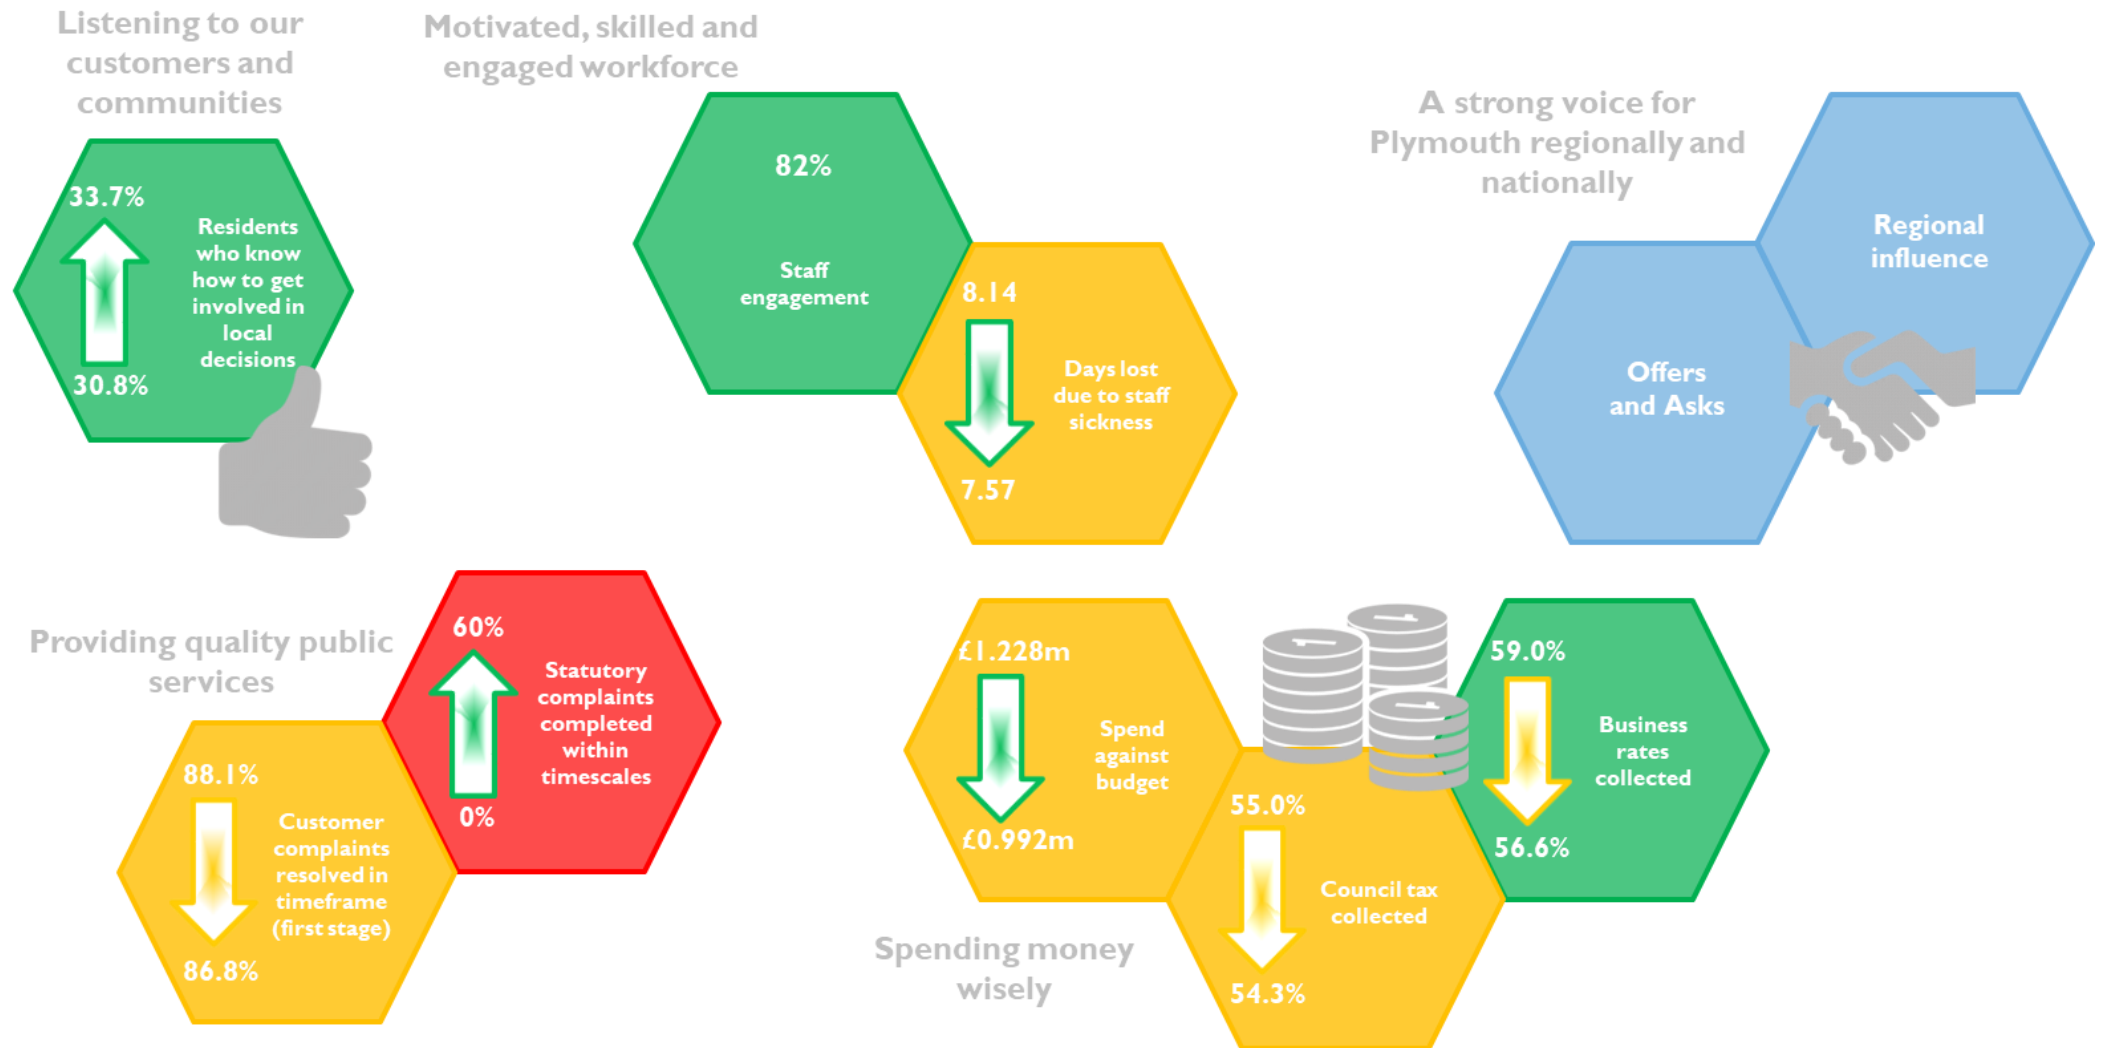 Listening to our
customers and
communities
33.7%
Residents
who know
how to get
involved in
local
decisions
30.8%
Motivated, skilled and
engaged workforce
82%
Staff
engagement
8.14
Days lost
due to staff
sickness
7.57
A strong voice for
Plymouth regionally and
nationally
Regional
influence
Offers
and Asks
Providing quality public
services
60%
Statutory
complaints
completed
within
timescales
0%
88.1%
Customer
complaints
resolved in
timeframe
(first stage)
86.8%
Spending money
wisely
£1.228m
Spend
against
budget
£0.992m
55.0%
Council tax
collected
54.3%
59.0%
Business
rates
collected
56.6%
1
1
1